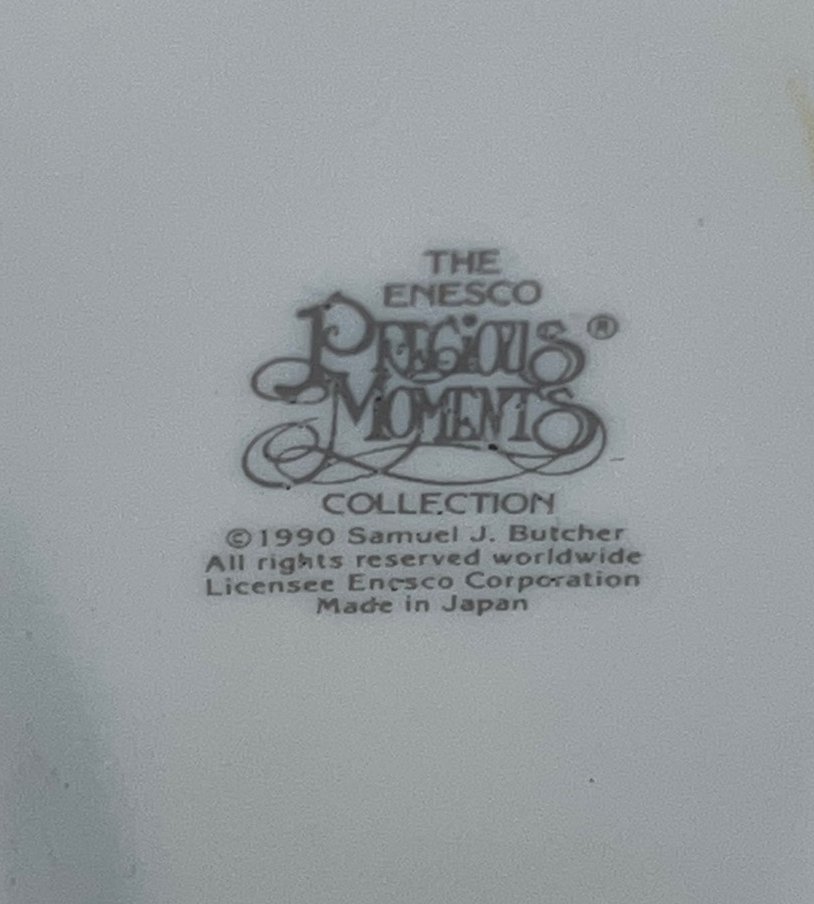 THE
ENESCO
PRECIOUS ®
MOMENTS
COLLECTION
©1990 Samuel J. Butcher
All rights reserved worldwide
Licensee Enesco Corporation
Made in Japan